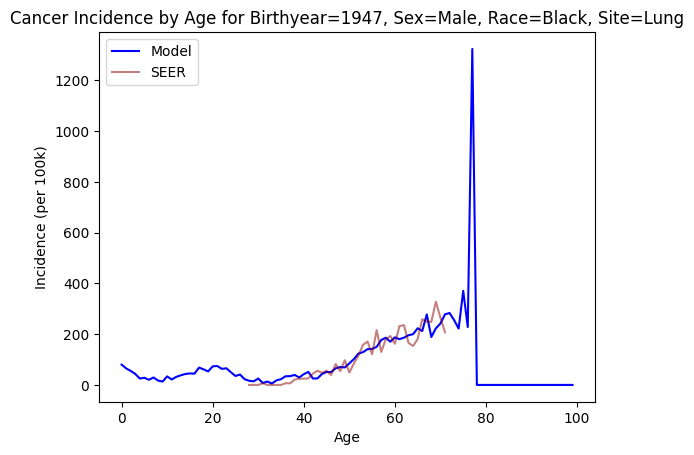 Cancer Incidence by Age for Birthyear=1947, Sex=Male, Race=Black, Site=Lung
Model
SEER
Incidence (per 100k)
1200
1000
800
600
400
200
0
0 20 40 60 80 100
Age